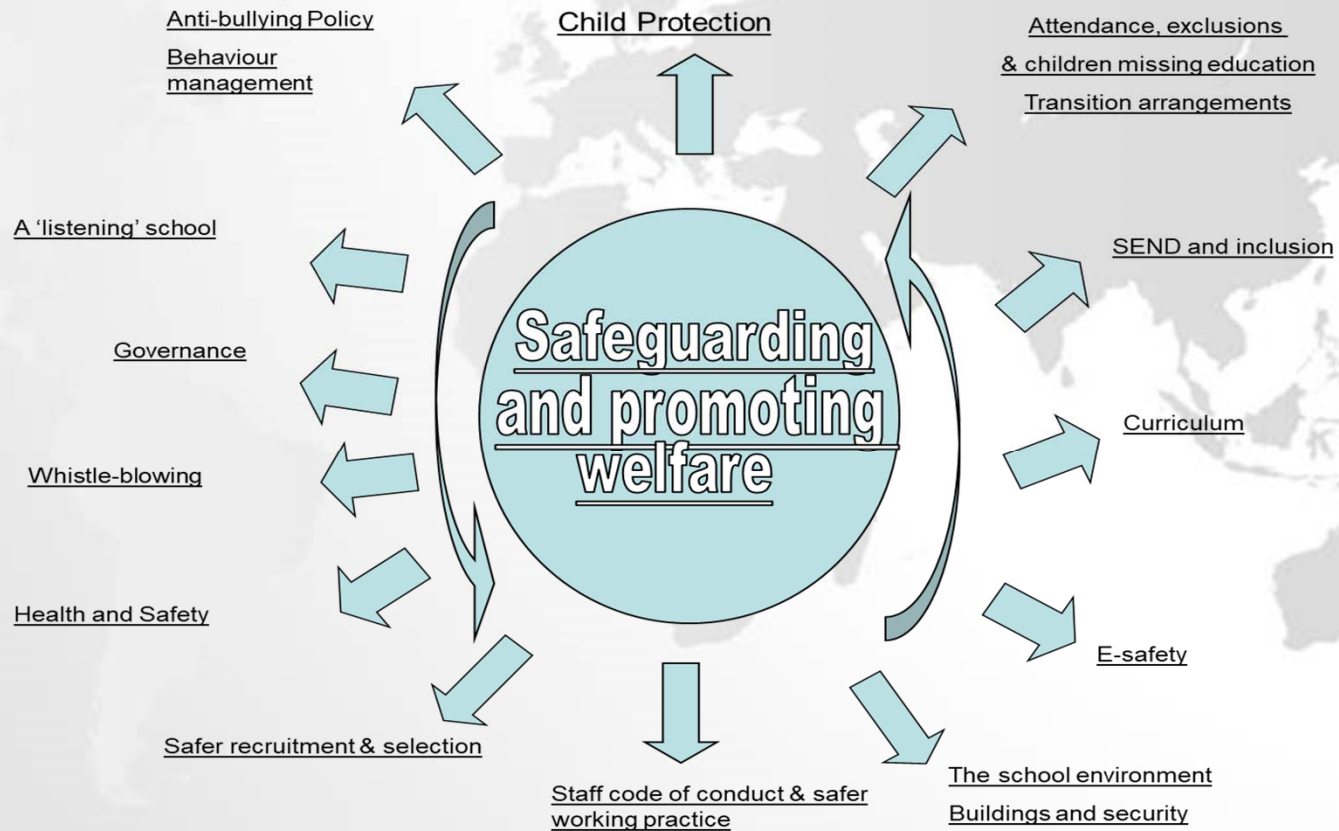 Anti-bullying Policy
Behaviour
management
Child Protection
Attendance, exclusions
& children missing education
Transition arrangements
A ‘listening’ school
SEND and inclusion
Governance
Safeguarding
and promoting
welfare
Curriculum
Whistle-blowing
Health and Safety
E-safety
Safer recruitment & selection
Staff code of conduct & safer
working practice
The school environment
Buildings and security